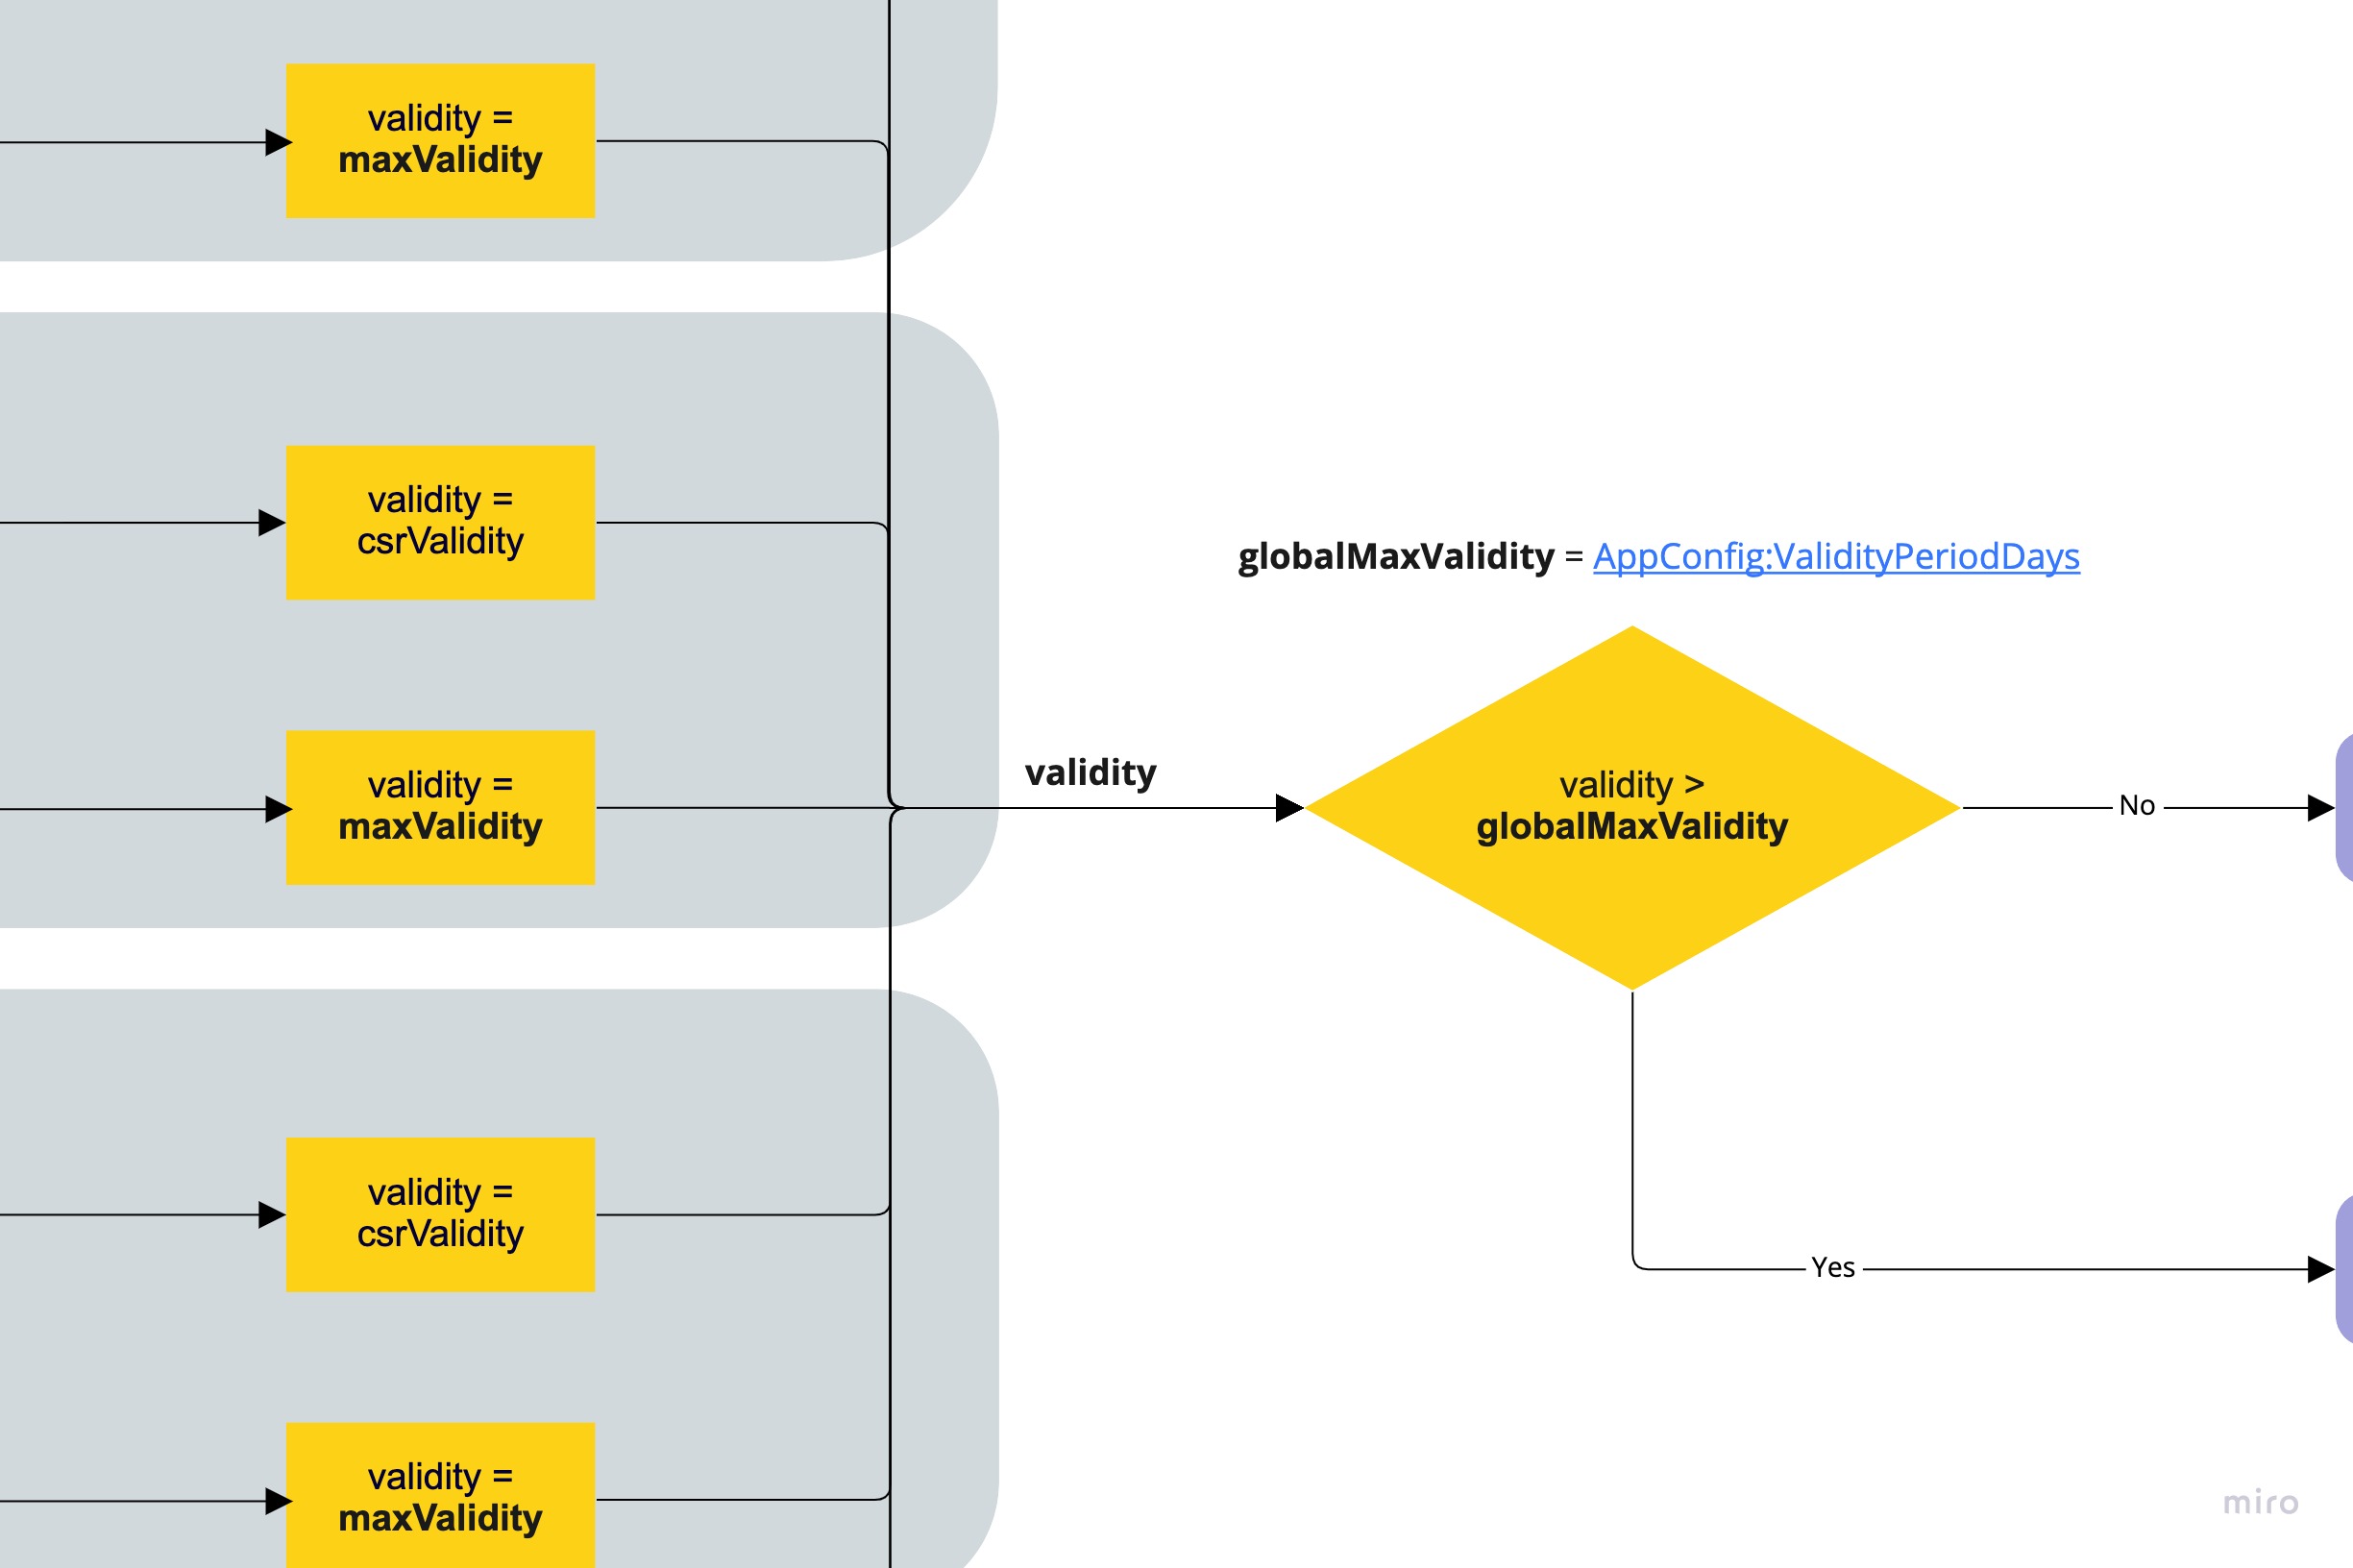 validity =
maxValidity
validity =
csrValidity
validity =
maxValidity
validity =
csrValidity
validity =
maxValidity
validity
globalMaxValidity = AppConfig:ValidityPeriodDays
validity >
globalMaxValidity
No
Yes
miro